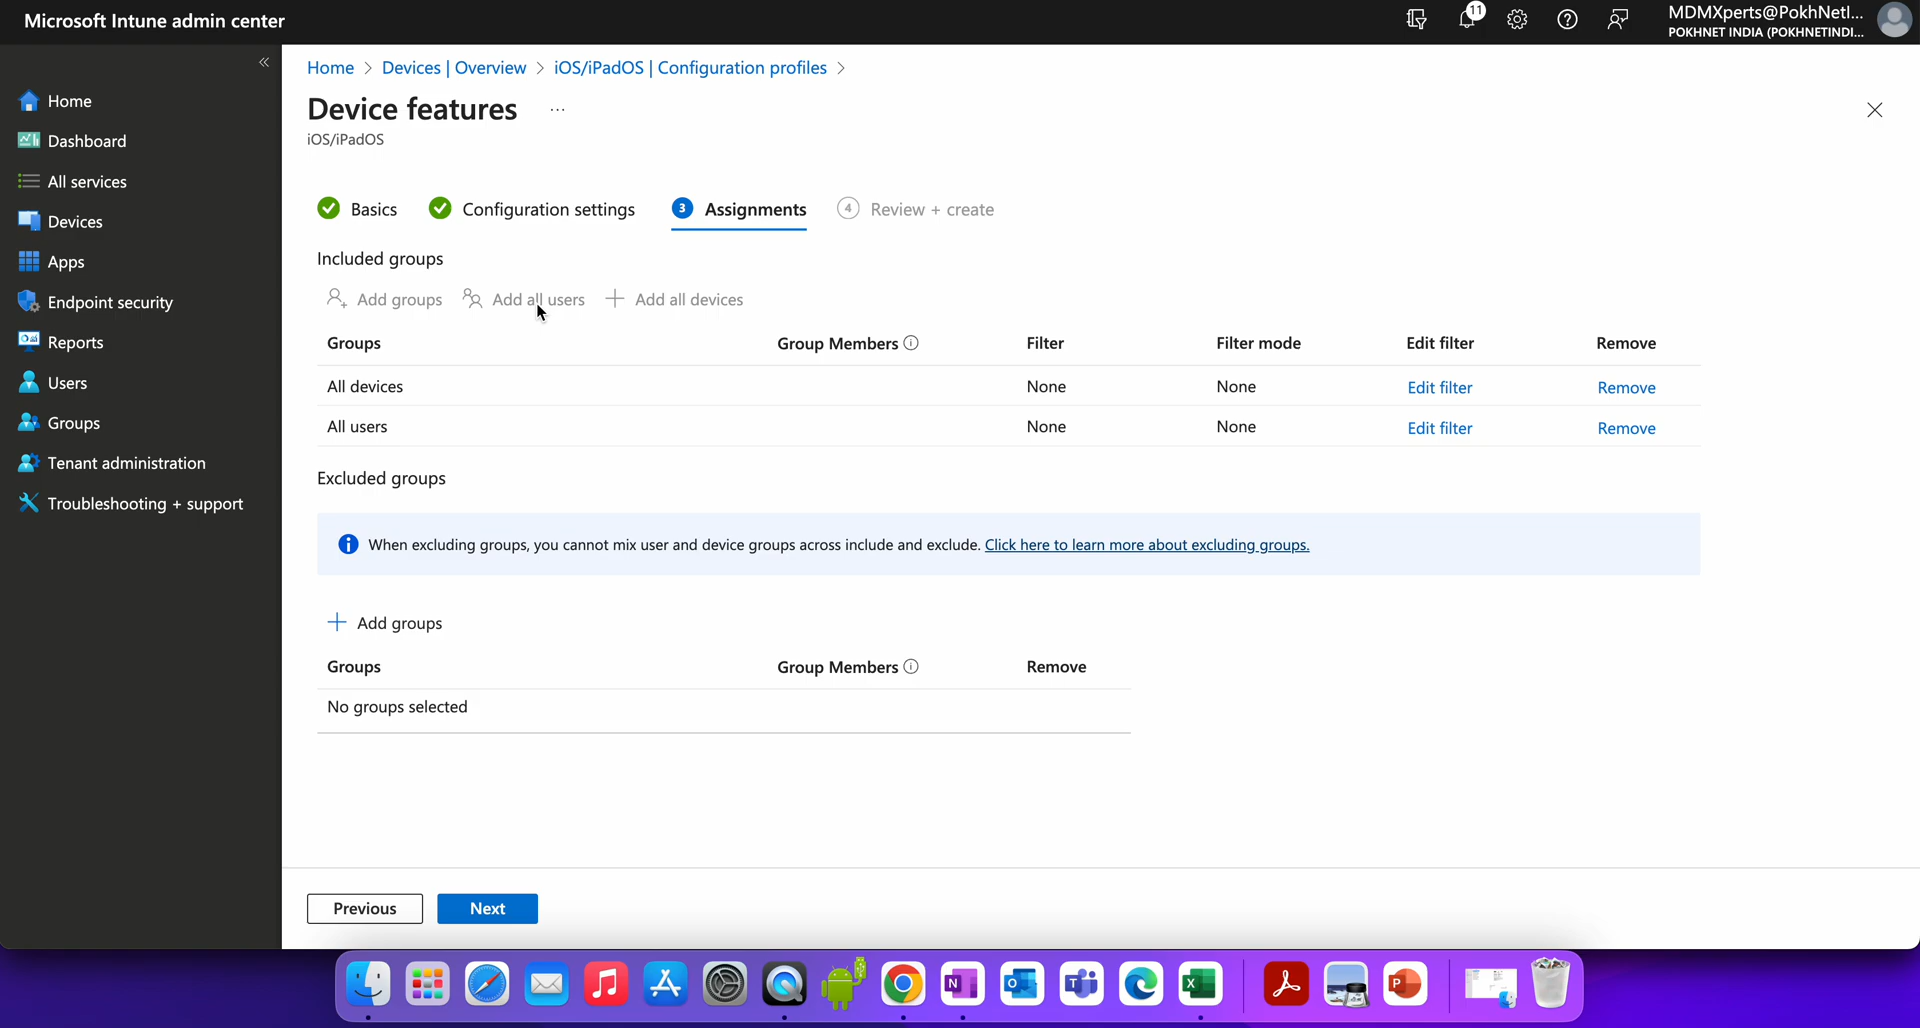 Microsoft Intune admin center
11
MDMXperts@PokhNetI...
POKHNET INDIA (POKHNETINDI...
«
Home
Dashboard
All services
Devices
Apps
Endpoint security
Reports
Users
Groups
Tenant administration
Troubleshooting + support
Home > Devices | Overview > iOS/iPadOS | Configuration profiles >
Device features ...
iOS/iPadOS
Basics Configuration settings 3 Assignments 4 Review + create
Included groups
Add groups Add all users Add all devices
Groups Group Members Filter Filter mode Edit filter Remove
All devices None None Edit filter Remove
All users None None Edit filter Remove
Excluded groups
When excluding groups, you cannot mix user and device groups across include and exclude. Click here to learn more about excluding groups.
Add groups
Groups Group Members Remove
No groups selected
Previous Next